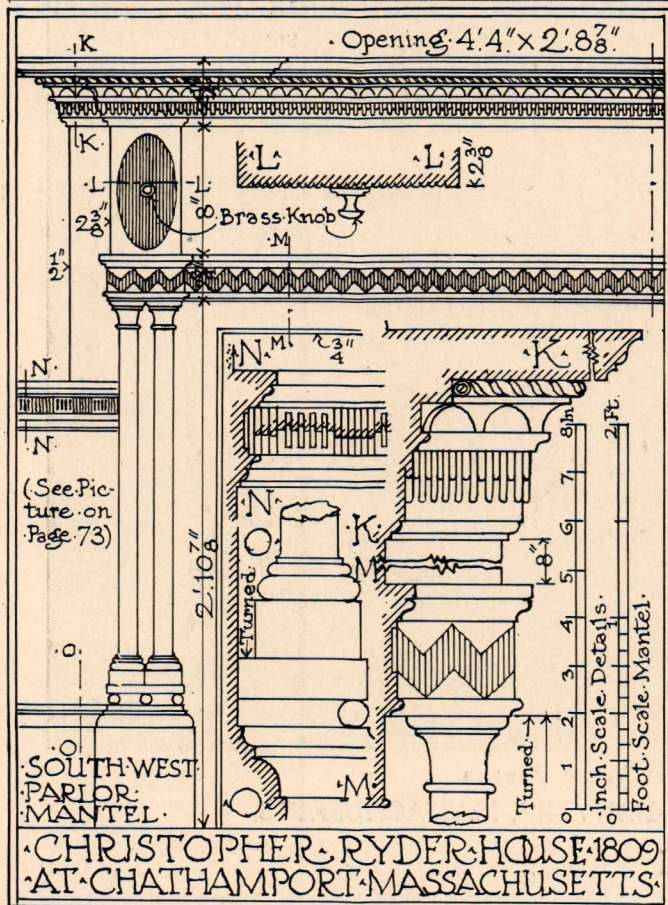 Opening 4'.4." × 2'.8⅞."
K
K
L L
L L
2⅜"
8"
2⅜"
Brass Knob
½"
M
M
¾"
N
N
N
K
8 In.
2 Ft.
7
(See Pic-
ture on
Page 73)
N
K
6
M
8"
5
2'.10⅞"
Turned
4
1
3
Inch Scale Details.
Foot Scale Mantel.
O
2
O
SOUTH·WEST
PARLOR
MANTEL·
O
M
Turned
1
0
0
·CHRISTOPHER·RYDER·HOUSE·1809
·AT·CHATHAMPORT·MASSACHUSETTS·